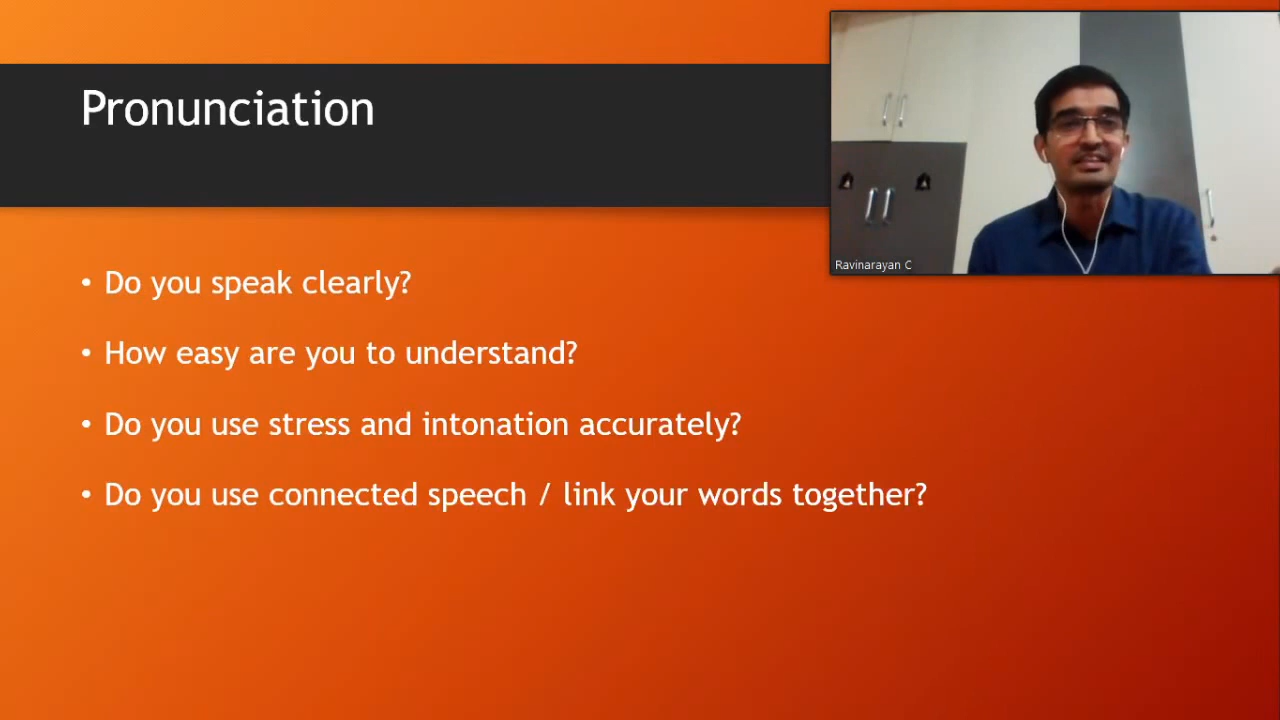 Pronunciation
Ravinarayan C
• Do you speak clearly?
• How easy are you to understand?
• Do you use stress and intonation accurately?
• Do you use connected speech / link your words together?